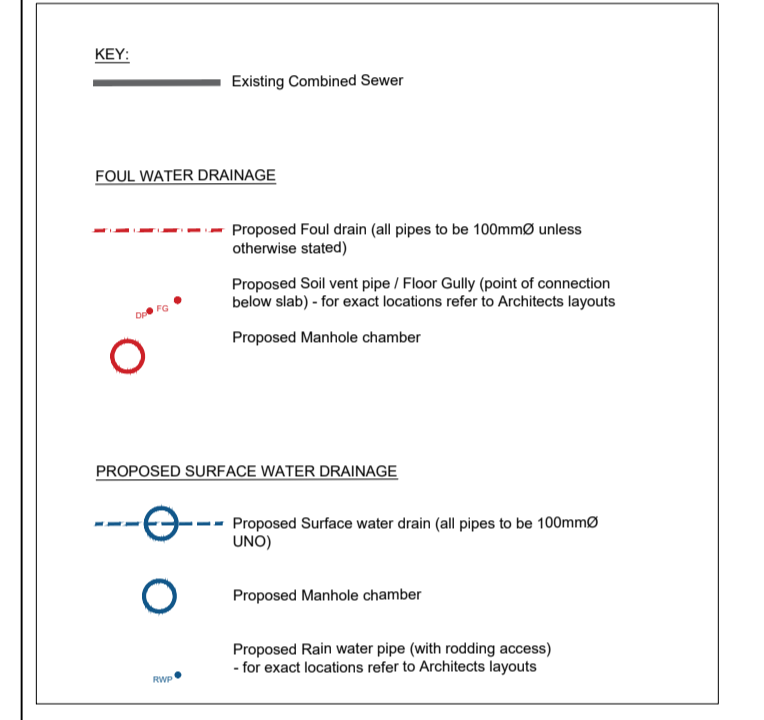 KEY:
Existing Combined Sewer
FOUL WATER DRAINAGE
Proposed Foul drain (all pipes to be 100mmØ unless
otherwise stated)
Proposed Soil vent pipe / Floor Gully (point of connection
below slab) - for exact locations refer to Architects layouts
DP FG
Proposed Manhole chamber
PROPOSED SURFACE WATER DRAINAGE
Proposed Surface water drain (all pipes to be 100mmØ
UNO)
Proposed Manhole chamber
Proposed Rain water pipe (with rodding access)
- for exact locations refer to Architects layouts
RWP